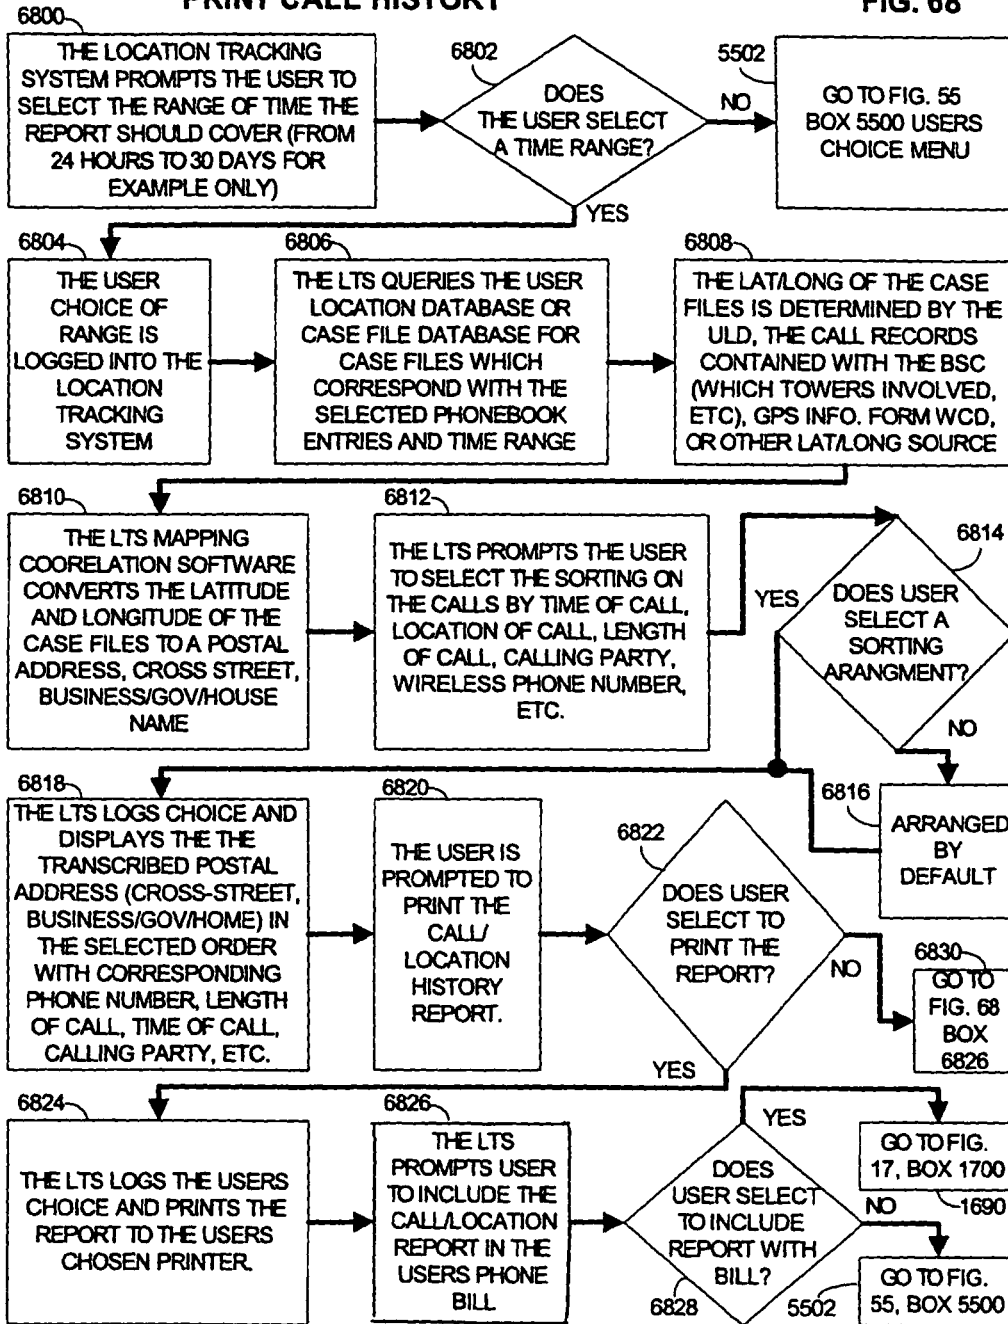 PRINT CALL HISTORY
FIG. 68
6800
THE LOCATION TRACKING
SYSTEM PROMPTS THE USER TO
SELECT THE RANGE OF TIME THE
REPORT SHOULD COVER (FROM
24 HOURS TO 30 DAYS FOR
EXAMPLE ONLY)
6802
DOES
THE USER SELECT
A TIME RANGE?
NO
YES
5502
GO TO FIG. 55
BOX 5500 USERS
CHOICE MENU
6804
THE USER
CHOICE OF
RANGE IS
LOGGED INTO THE
LOCATION
TRACKING
SYSTEM
6806
THE LTS QUERIES THE USER
LOCATION DATABASE OR
CASE FILE DATABASE FOR
CASE FILES WHICH
CORRESPOND WITH THE
SELECTED PHONEBOOK
ENTRIES AND TIME RANGE
6808
THE LAT/LONG OF THE CASE
FILES IS DETERMINED BY THE
ULD, THE CALL RECORDS
CONTAINED WITH THE BSC
(WHICH TOWERS INVOLVED,
ETC), GPS INFO. FORM WCD,
OR OTHER LAT/LONG SOURCE
6810
THE LTS MAPPING
COORELATION SOFTWARE
CONVERTS THE LATITUDE
AND LONGITUDE OF THE
CASE FILES TO A POSTAL
ADDRESS, CROSS STREET,
BUSINESS/GOV/HOUSE
NAME
6812
THE LTS PROMPTS THE USER
TO SELECT THE SORTING ON
THE CALLS BY TIME OF CALL,
LOCATION OF CALL, LENGTH
OF CALL, CALLING PARTY,
WIRELESS PHONE NUMBER,
ETC.
6814
DOES USER
SELECT A
SORTING
ARANGMENT?
YES
NO
6816
ARRANGED
BY
DEFAULT
6818
THE LTS LOGS CHOICE AND
DISPLAYS THE THE
TRANSCRIBED POSTAL
ADDRESS (CROSS-STREET,
BUSINESS/GOV/HOME) IN
THE SELECTED ORDER
WITH CORRESPONDING
PHONE NUMBER, LENGTH
OF CALL, TIME OF CALL,
CALLING PARTY, ETC.
6820
THE USER IS
PROMPTED TO
PRINT THE
CALL/
LOCATION
HISTORY
REPORT.
6822
DOES USER
SELECT TO
PRINT THE
REPORT?
NO
YES
6830
GO TO
FIG. 68
BOX
6826
6824
THE LTS LOGS THE USERS
CHOICE AND PRINTS THE
REPORT TO THE USERS
CHOSEN PRINTER.
6826
THE LTS
PROMPTS USER
TO INCLUDE THE
CALL/LOCATION
REPORT IN THE
USERS PHONE
BILL
6828
DOES
USER SELECT
TO INCLUDE
REPORT WITH
BILL?
YES
NO
GO TO FIG.
17, BOX 1700
1690
5502
GO TO FIG.
55, BOX 5500